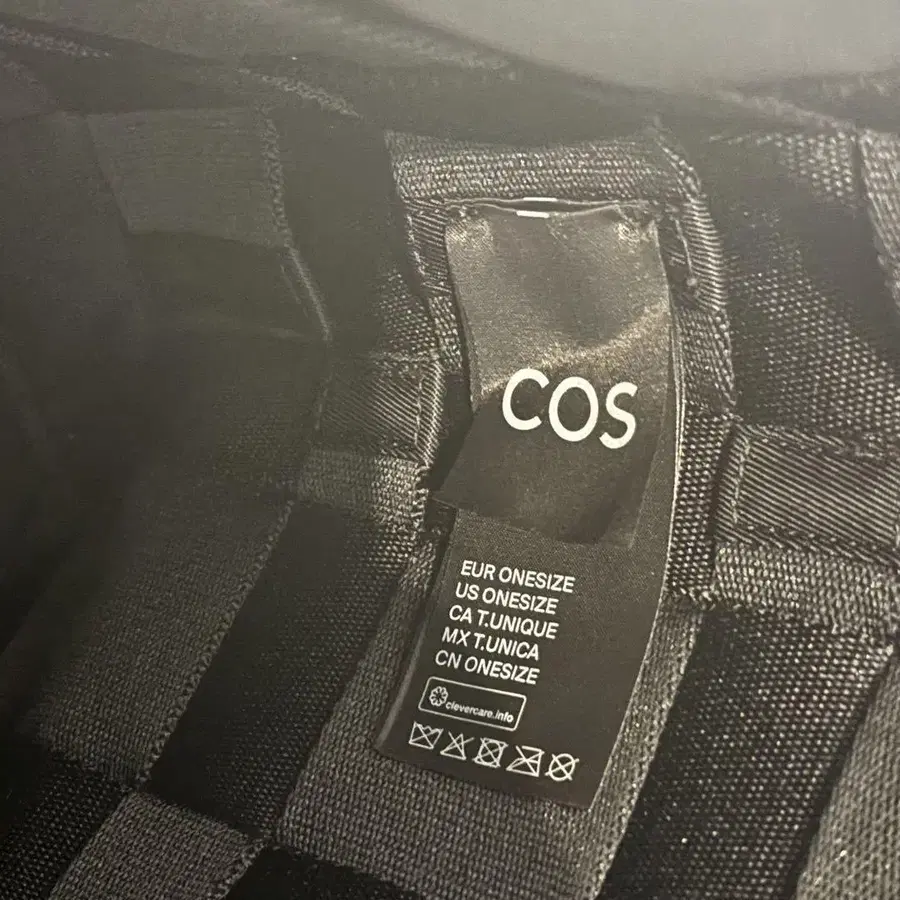 COS
EUR ONESIZE
US ONESIZE
CA T.UNIQUE
MX T.UNICA
CN ONESIZE
clevercare.info